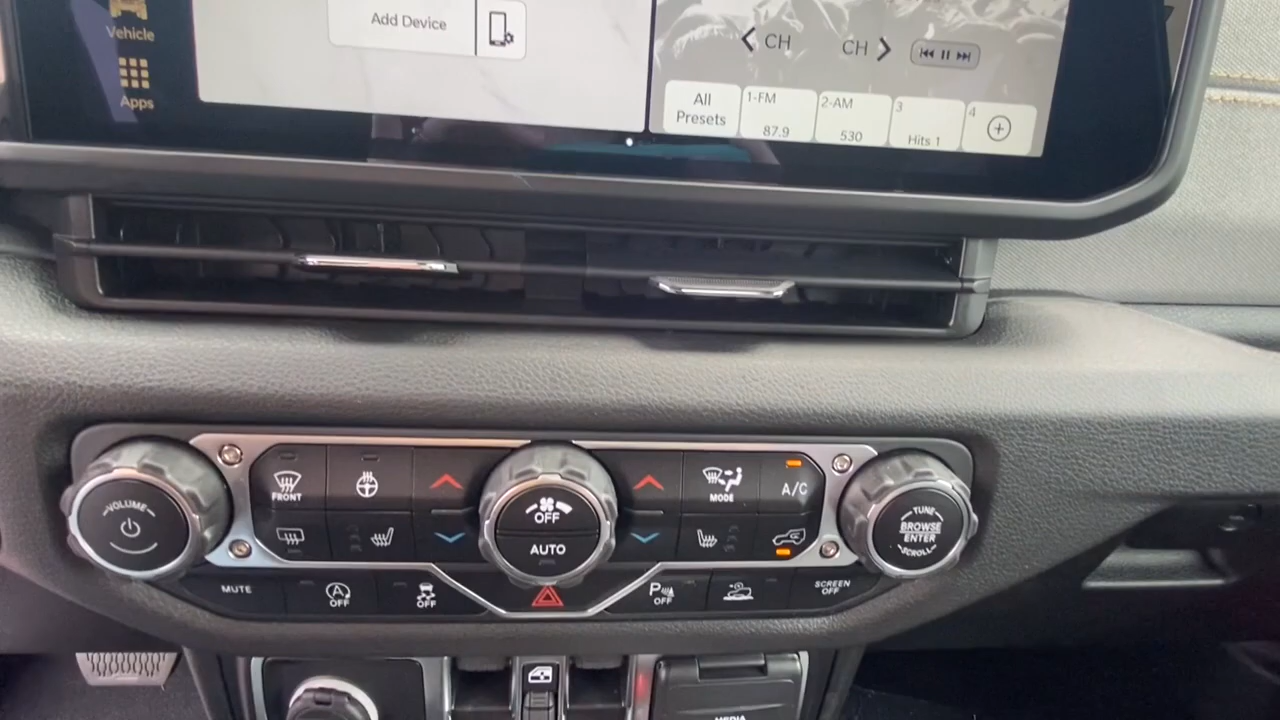 Vehicle
Apps
Add Device
CH
CH
All
Presets
1-FM
87.9
2-AM
530
3
Hits 1
4
VOLUME
FRONT
OFF
AUTO
MODE
A/C
TUNE
BROWSE
ENTER
SCROLL
MUTE
A
OFF
OFF
P
OFF
SCREEN
OFF
MEDIA